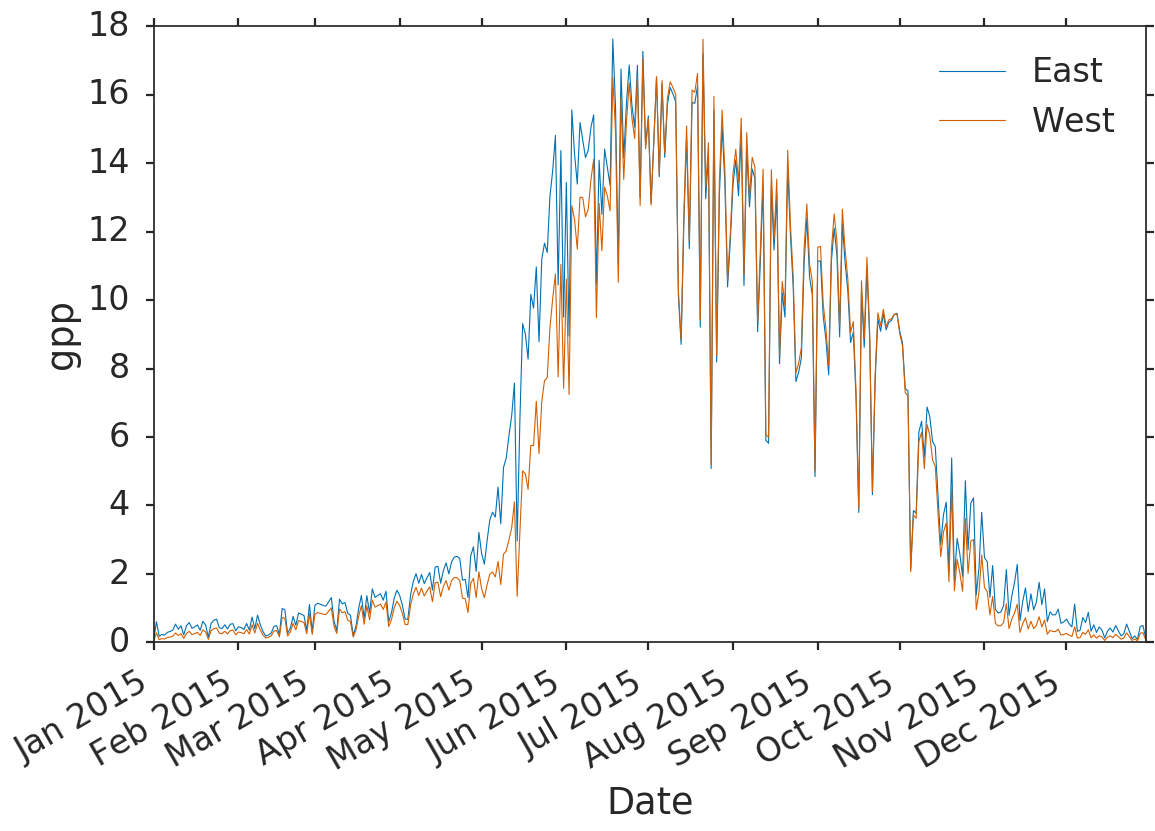 18
16
14
12
10
8
6
4
2
0
gpp
East
West
Jan 2015
Feb 2015
Mar 2015
Apr 2015
May 2015
Jun 2015
Jul 2015
Aug 2015
Sep 2015
Oct 2015
Nov 2015
Dec 2015
Date